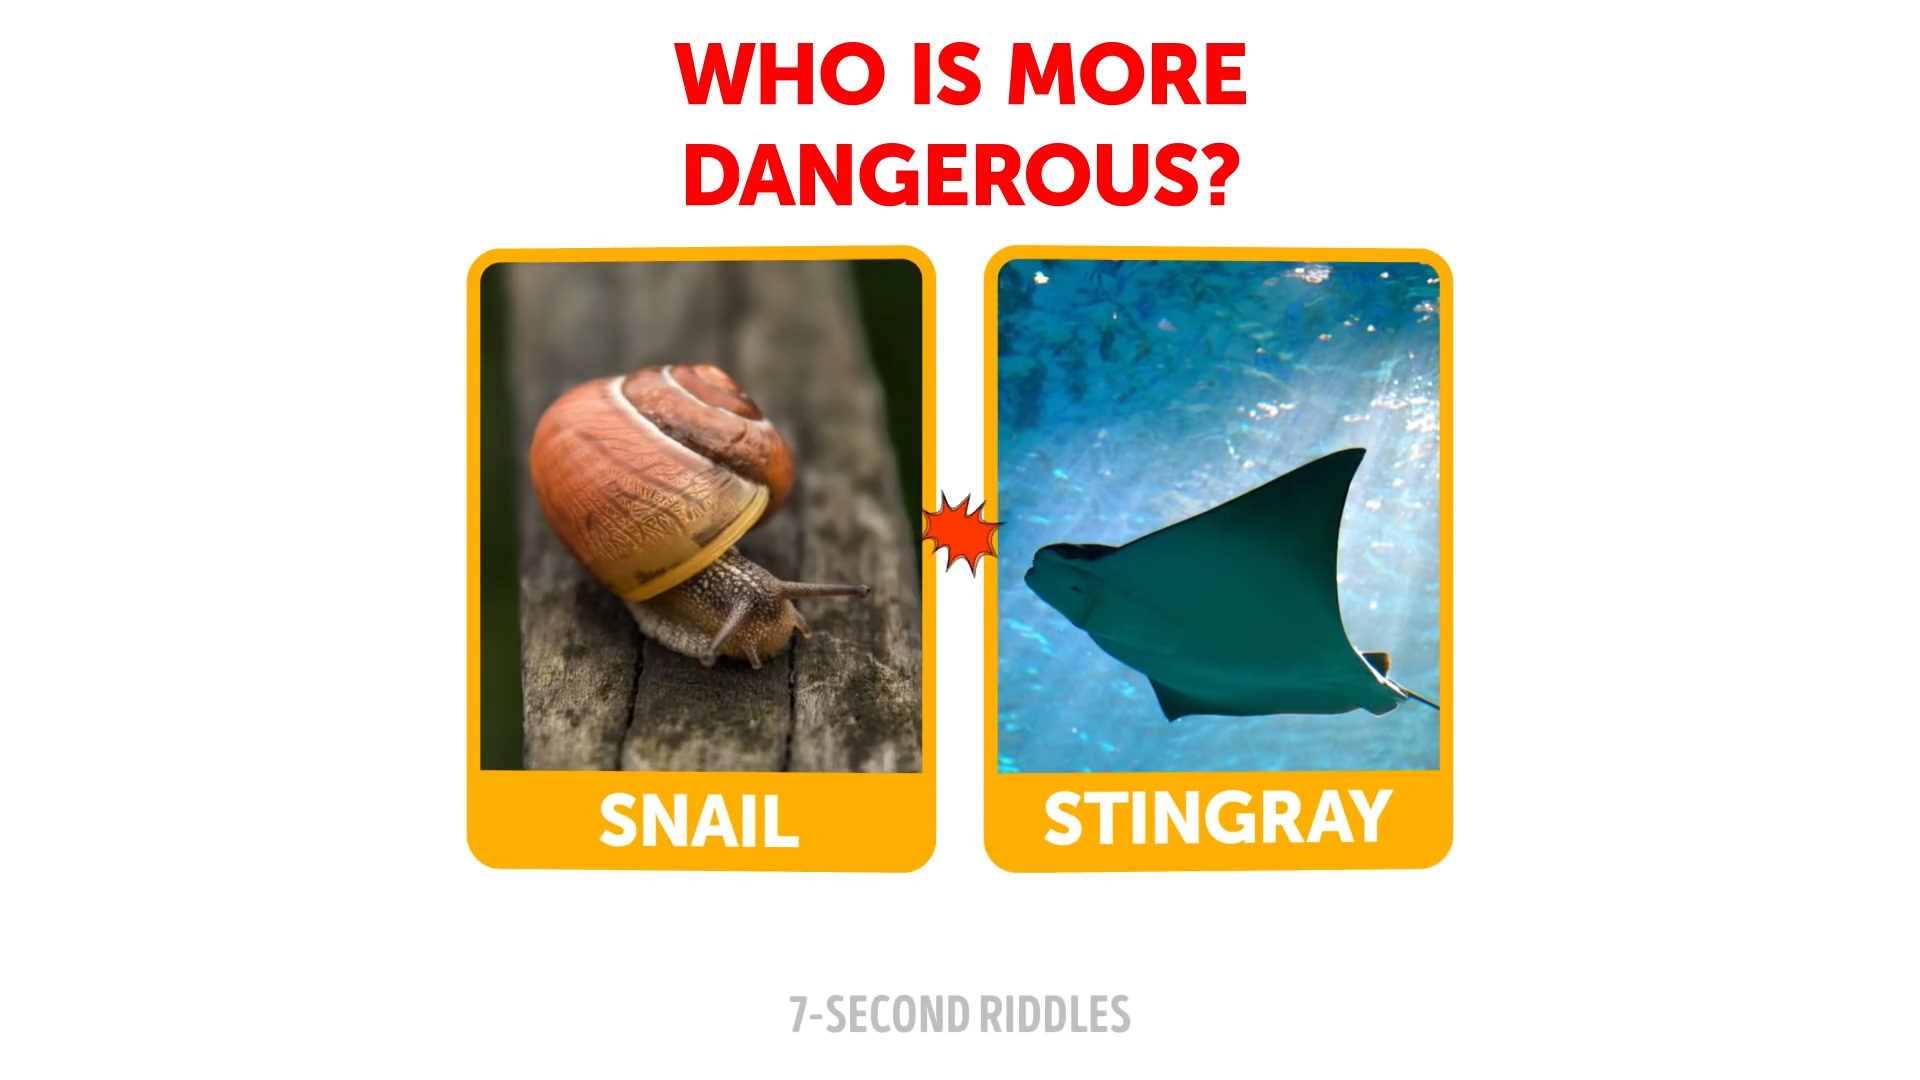 WHO IS MORE
DANGEROUS?
SNAIL
STINGRAY
7-SECOND RIDDLES